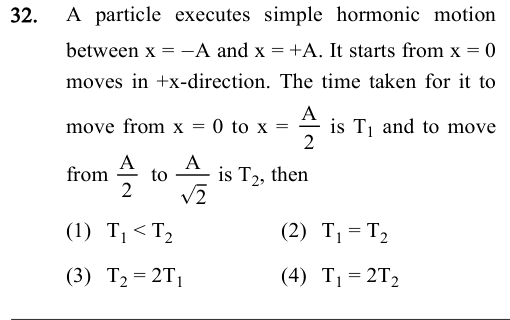 32. A particle executes simple hormonic motion
between x = −A and x = +A. It starts from x = 0
moves in +x-direction. The time taken for it to
move from x = 0 to x = A/2 is T₁ and to move
from A/2 to A/√2 is T₂, then
(1) T₁ < T₂ (2) T₁ = T₂
(3) T₂ = 2T₁ (4) T₁ = 2T₂